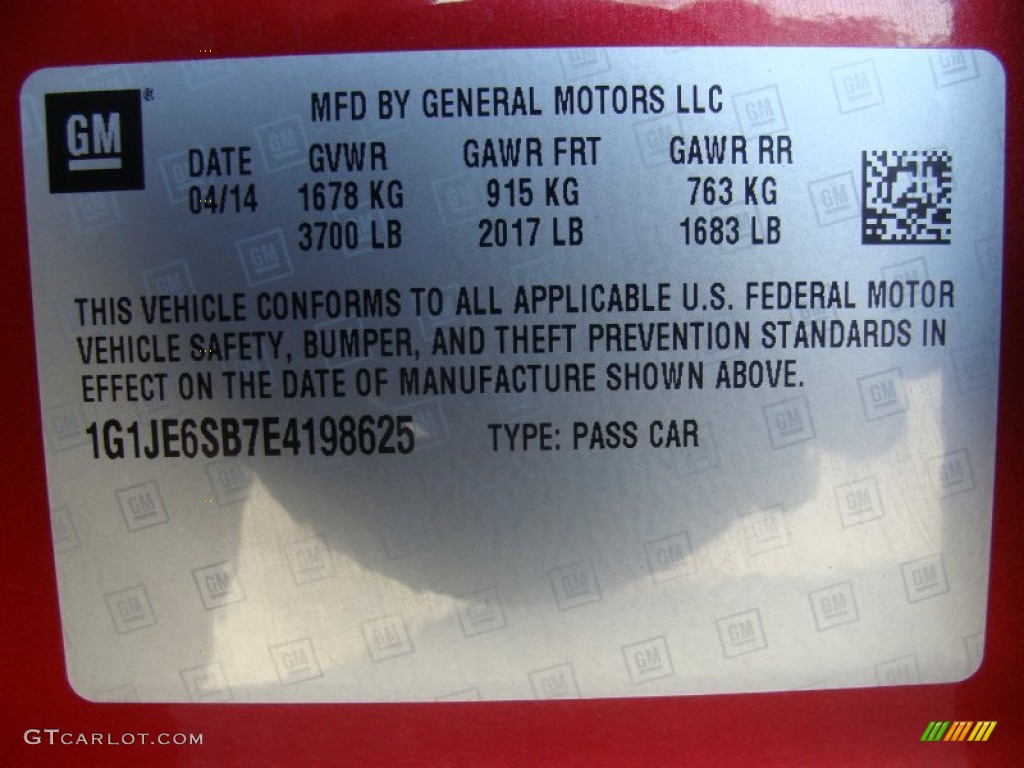 GM ® MFD BY GENERAL MOTORS LLC
DATE GVWR GAWR FRT GAWR RR
04/14 1678 KG 915 KG 763 KG
3700 LB 2017 LB 1683 LB
THIS VEHICLE CONFORMS TO ALL APPLICABLE U.S. FEDERAL MOTOR
VEHICLE SAFETY, BUMPER, AND THEFT PREVENTION STANDARDS IN
EFFECT ON THE DATE OF MANUFACTURE SHOWN ABOVE.
1G1JE6SB7E4198625 TYPE: PASS CAR
GTCARLOT.COM